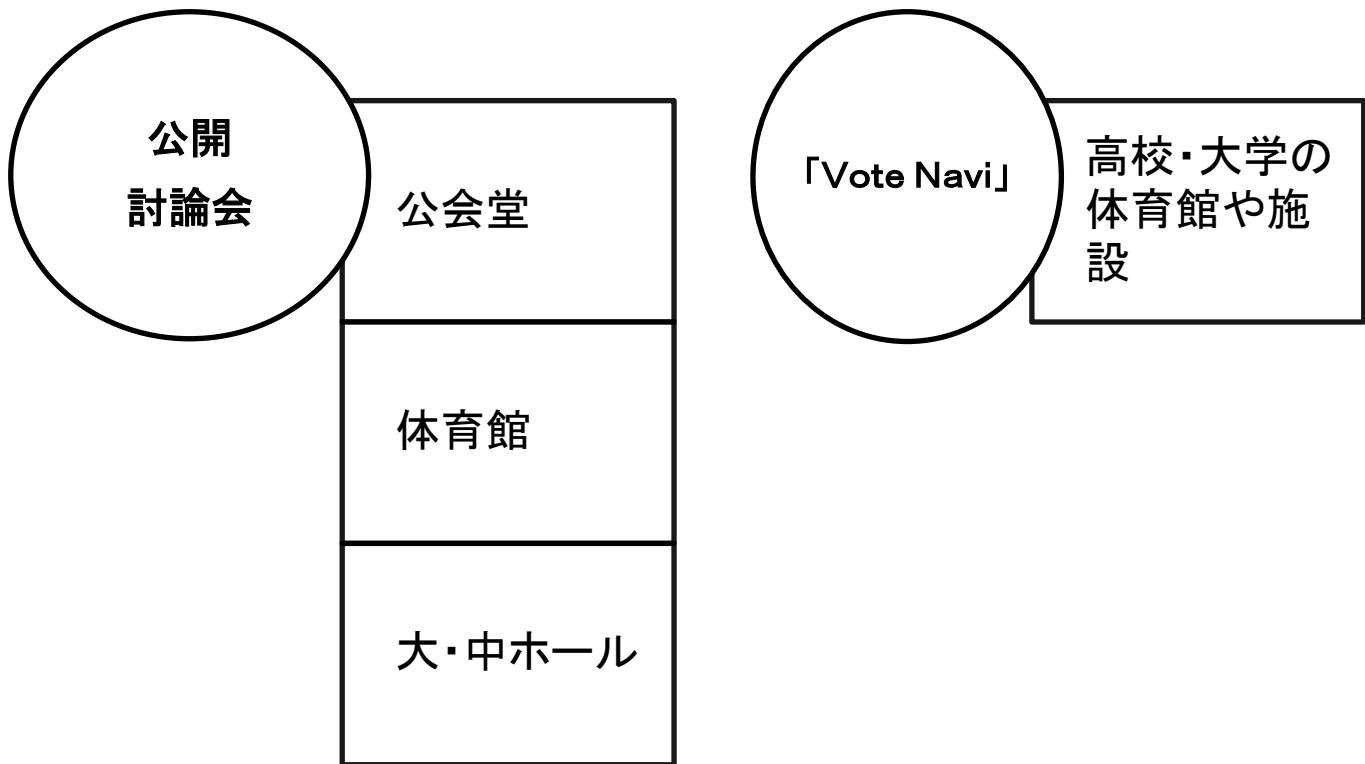 公開
討論会
公会堂
体育館
大・中ホール
「Vote Navi」
高校・大学の
体育館や施
設